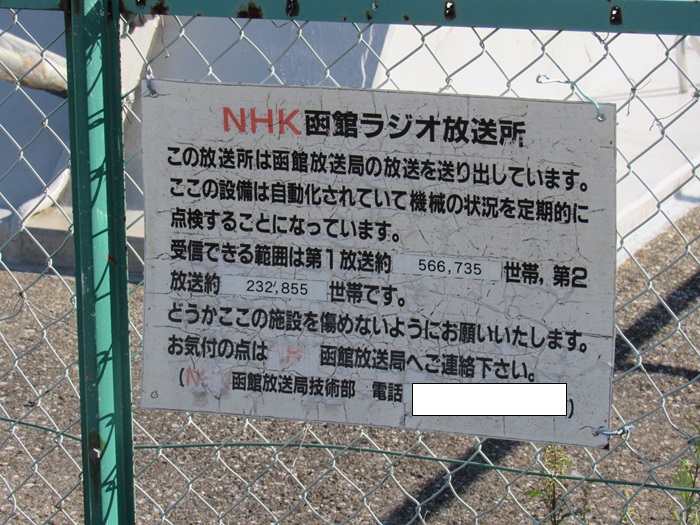 NHK函館ラジオ放送所
この放送所は函館放送局の放送を送り出しています。
ここの設備は自動化されていて機械の状況を定期的に
点検することになっています。
受信できる範囲は第1放送約 566,735 世帯, 第2
放送約 232,855 世帯です。
どうかここの施設を傷めないようにお願いいたします。
お気付の点は NHK 函館放送局へご連絡下さい。
(NHK函館放送局技術部 電話 )